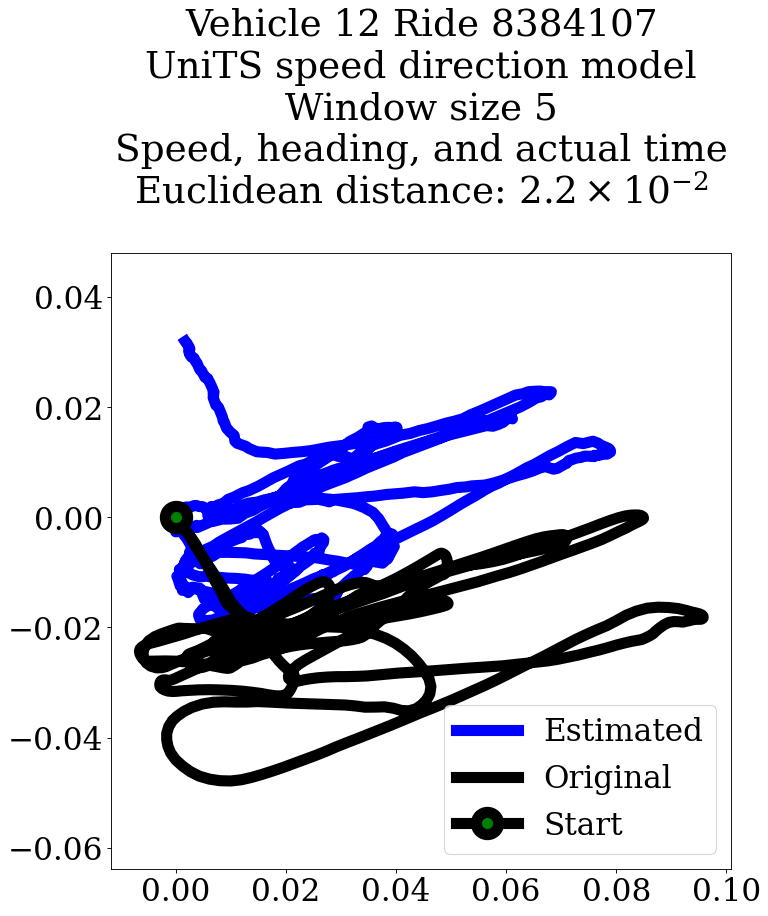 Vehicle 12 Ride 8384107
UniTS speed direction model
Window size 5
Speed, heading, and actual time
Euclidean distance: 2.2 × 10⁻²
0.04
0.02
0.00
−0.02
−0.04
−0.06
Estimated
Original
Start
0.00 0.02 0.04 0.06 0.08 0.10